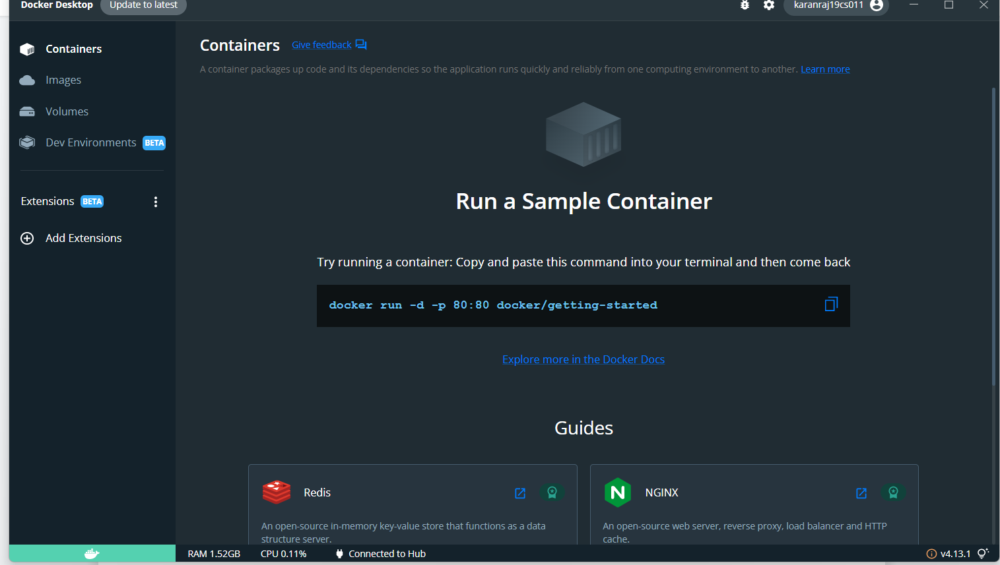 Docker Desktop Update to latest karanraj19cs011
Containers
Images
Volumes
Dev Environments BETA
Extensions BETA
Add Extensions
Containers Give feedback
A container packages up code and its dependencies so the application runs quickly and reliably from one computing environment to another. Learn more
Run a Sample Container
Try running a container: Copy and paste this command into your terminal and then come back
docker run -d -p 80:80 docker/getting-started
Explore more in the Docker Docs
Guides
Redis
An open-source in-memory key-value store that functions as a data
structure server.
N NGINX
An open-source web server, reverse proxy, load balancer and HTTP
cache.
RAM 1.52GB CPU 0.11% Connected to Hub v4.13.1